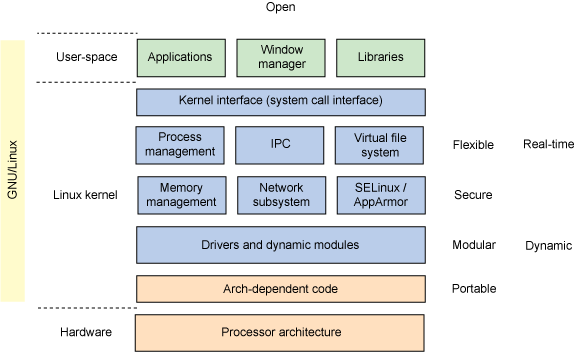 Open
User-space
Applications
Window
manager
Libraries
GNU/Linux
Linux kernel
Kernel interface (system call interface)
Process
management
IPC
Virtual file
system
Flexible
Real-time
Memory
management
Network
subsystem
SELinux /
AppArmor
Secure
Drivers and dynamic modules
Modular
Dynamic
Arch-dependent code
Portable
Hardware
Processor architecture